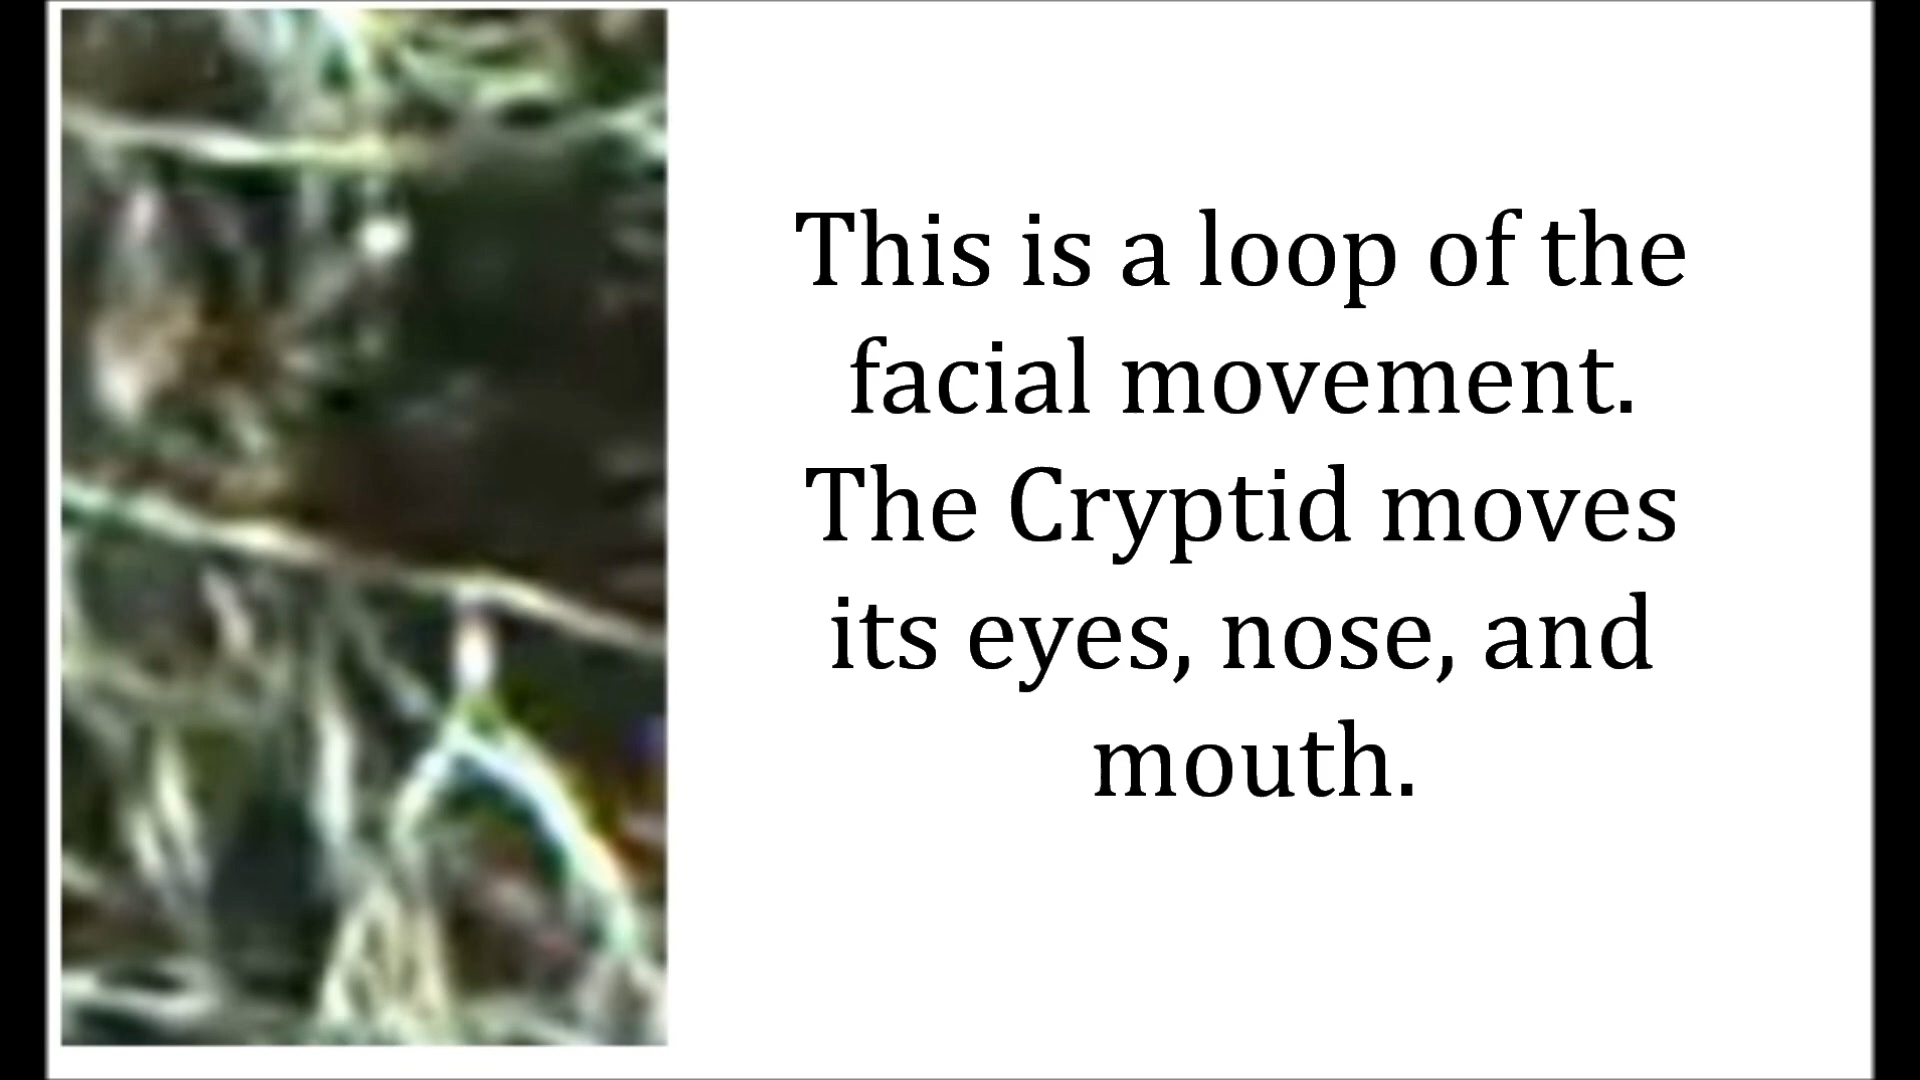 This is a loop of the
facial movement.
The Cryptid moves
its eyes, nose, and
mouth.